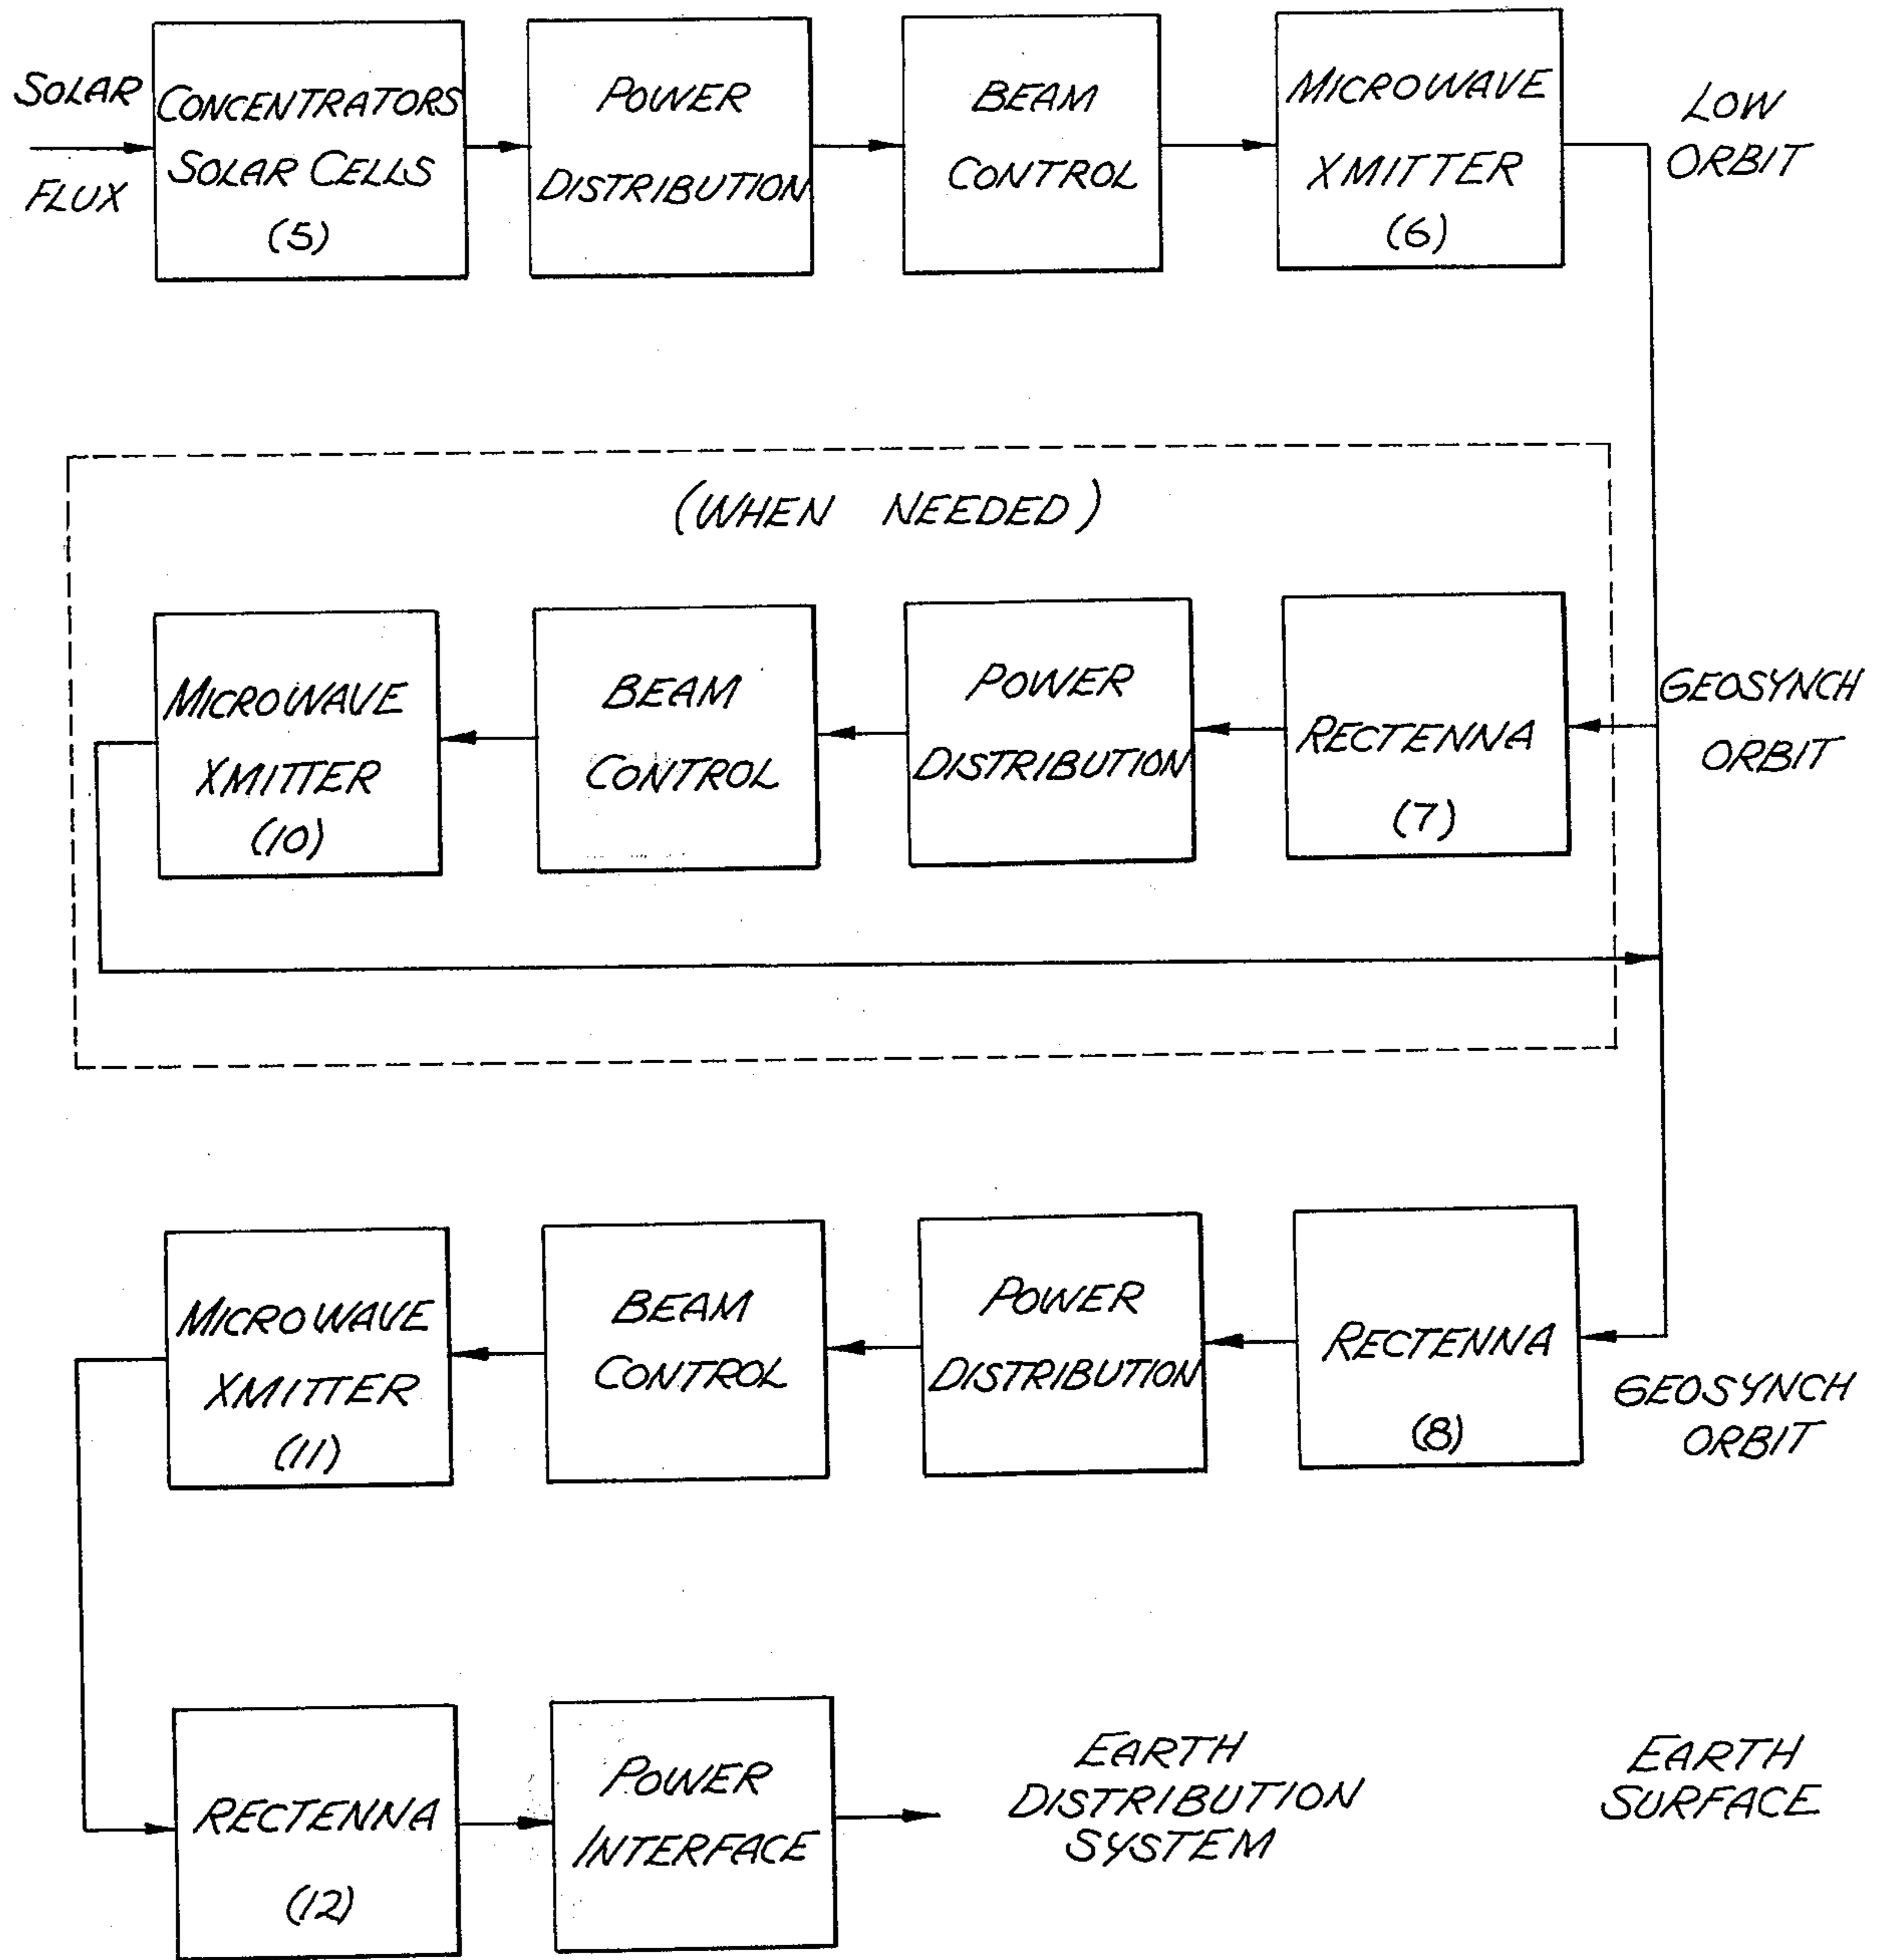 SOLAR
FLUX
CONCENTRATORS
SOLAR CELLS
(5)
POWER
DISTRIBUTION
BEAM
CONTROL
MICROWAVE
XMITTER
(6)
LOW
ORBIT
(WHEN NEEDED)
MICROWAVE
XMITTER
(10)
BEAM
CONTROL
POWER
DISTRIBUTION
RECTENNA
(7)
GEOSYNCH
ORBIT
MICROWAVE
XMITTER
(11)
BEAM
CONTROL
POWER
DISTRIBUTION
RECTENNA
(8)
GEOSYNCH
ORBIT
RECTENNA
(12)
POWER
INTERFACE
EARTH
DISTRIBUTION
SYSTEM
EARTH
SURFACE